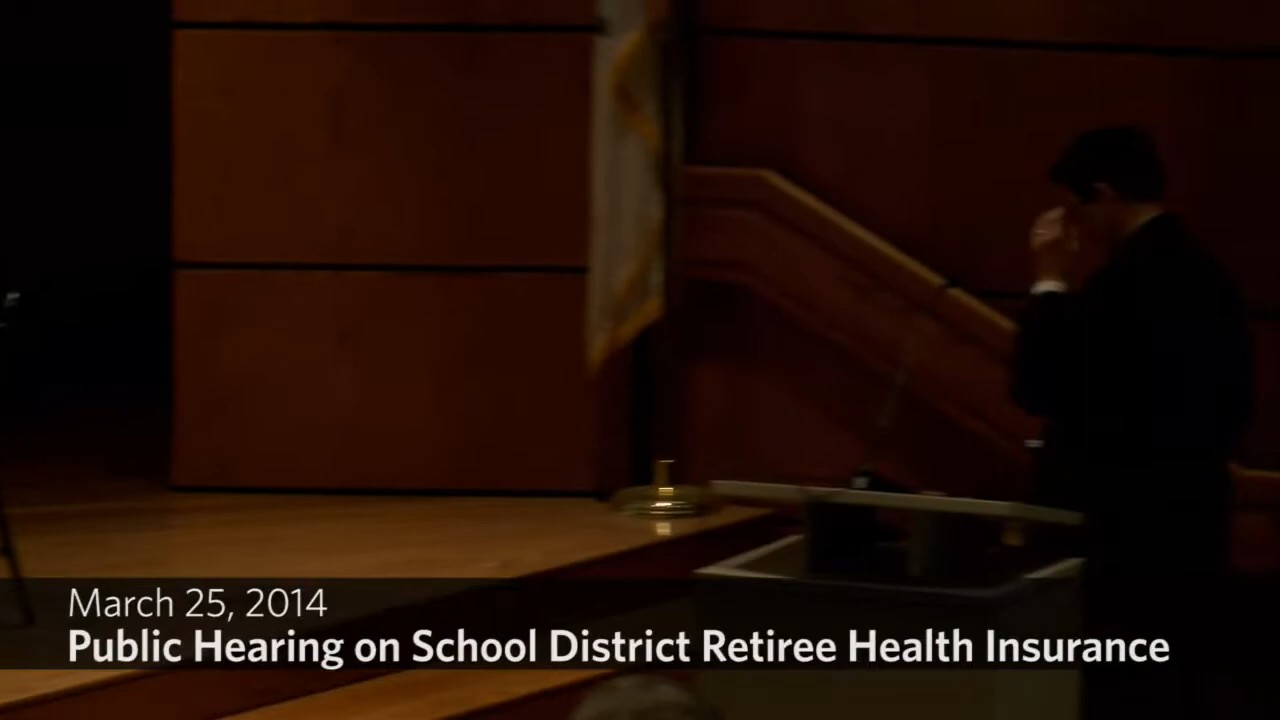 March 25, 2014
Public Hearing on School District Retiree Health Insurance